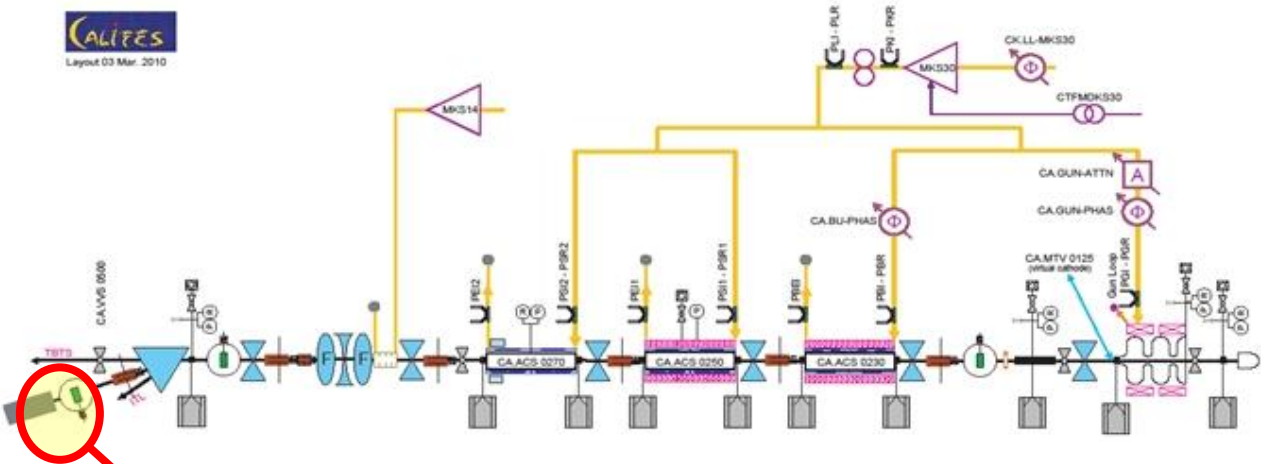 CALIFES
Layout 03 Mar. 2010
PLI - PLR
PKI - PKR
CK.LL-MKS30
Φ
MKS30
CTFMDKS30
MKS14
CA.GUN-ATTN
A
CA.GUN-PHAS
Φ
CA.BU-PHAS
Φ
CA.MTV 0125
(virtual cathode)
Gun Loop
PGI - PGR
CA.VVS 0500
PEI2
PSI2 - PSR2
PEI1
PSI1 - PSR1
PBEI
PBI - PBR
P R
R P
P
P R
P R
P R
TBTS
F F
CA.ACS 0270
CA.ACS 0250
CA.ACS 0230
ITL